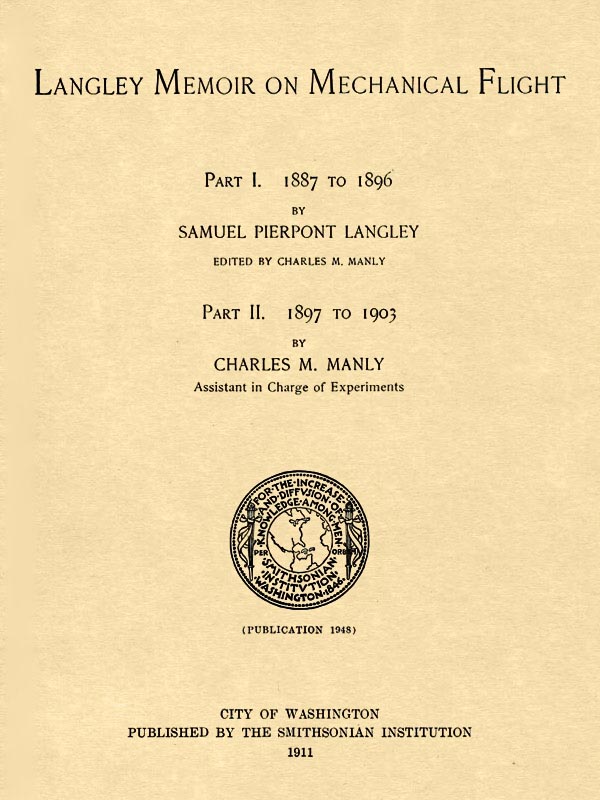 LANGLEY MEMOIR ON MECHANICAL FLIGHT
PART I. 1887 TO 1896
BY
SAMUEL PIERPONT LANGLEY
EDITED BY CHARLES M. MANLY
PART II. 1897 TO 1903
BY
CHARLES M. MANLY
Assistant in Charge of Experiments
FOR·THE·INCREASE·
AND·DIFFVSION·OF·
KNOWLEDGE·AMONG·MEN·
PER ORBEM
·SMITHSONIAN·
·INSTITVTION·
·WASHINGTON·1846·
(PUBLICATION 1948)
CITY OF WASHINGTON
PUBLISHED BY THE SMITHSONIAN INSTITUTION
1911